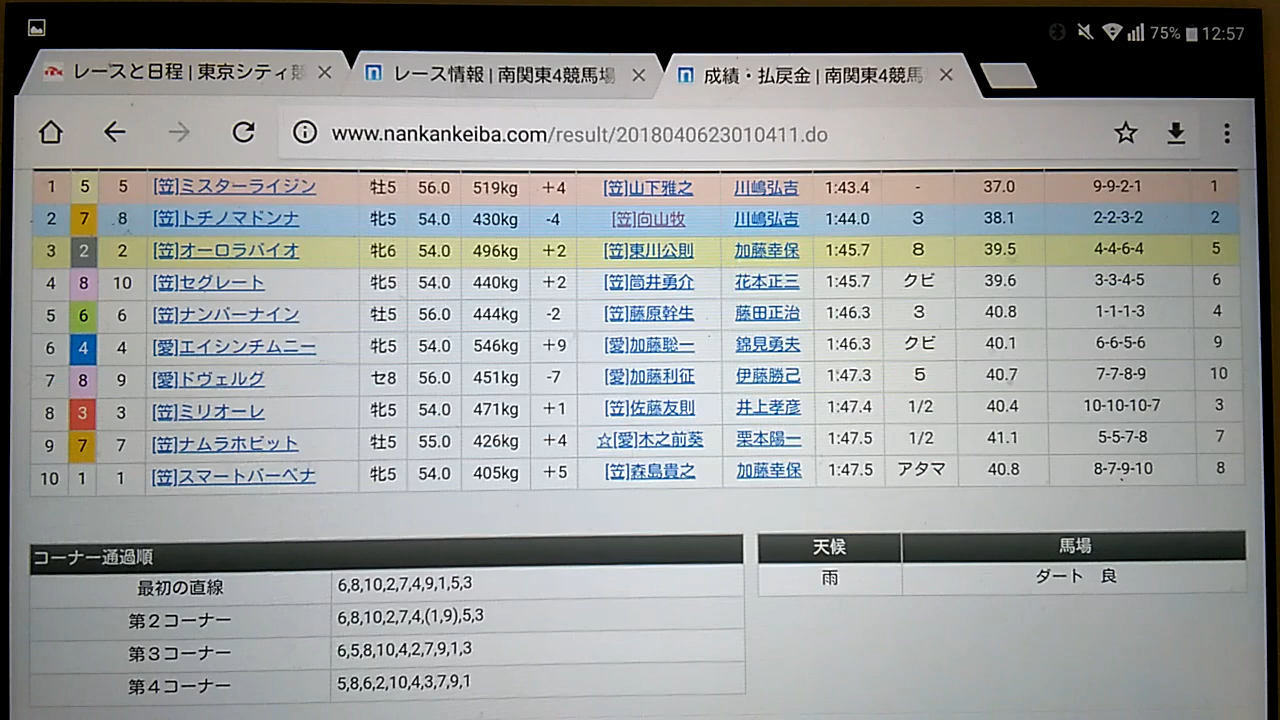 75% 12:57
レースと日程 | 東京シティ競
レース情報 | 南関東4競馬場
成績・払戻金 | 南関東4競馬
www.nankankeiba.com/result/2018040623010411.do
1 5 5 [笠]ミスターライジン 牡5 56.0 519kg +4 [笠]山下雅之 川嶋弘吉 1:43.4 - 37.0 9-9-2-1 1
2 7 8 [笠]トチノマドンナ 牝5 54.0 430kg -4 [笠]向山牧 川嶋弘吉 1:44.0 3 38.1 2-2-3-2 2
3 2 2 [笠]オーロラバイオ 牝6 54.0 496kg +2 [笠]東川公則 加藤幸保 1:45.7 8 39.5 4-4-6-4 5
4 8 10 [笠]セグレート 牝5 54.0 440kg +2 [笠]筒井勇介 花本正三 1:45.7 クビ 39.6 3-3-4-5 6
5 6 6 [笠]ナンバーナイン 牡5 56.0 444kg -2 [笠]藤原幹生 藤田正治 1:46.3 3 40.8 1-1-1-3 4
6 4 4 [愛]エイシンチムニー 牝5 54.0 546kg +9 [愛]加藤聡一 錦見勇夫 1:46.3 クビ 40.1 6-6-5-6 9
7 8 9 [愛]ドヴェルグ セ8 56.0 451kg -7 [愛]加藤利征 伊藤勝己 1:47.3 5 40.7 7-7-8-9 10
8 3 3 [笠]ミリオーレ 牝5 54.0 471kg +1 [笠]佐藤友則 井上孝彦 1:47.4 1/2 40.4 10-10-10-7 3
9 7 7 [笠]ナムラホビット 牡5 55.0 426kg +4 ☆[愛]木之前葵 栗本陽一 1:47.5 1/2 41.1 5-5-7-8 7
10 1 1 [笠]スマートバーベナ 牝5 54.0 405kg +5 [笠]森島貴之 加藤幸保 1:47.5 アタマ 40.8 8-7-9-10 8
コーナー通過順
最初の直線 6,8,10,2,7,4,9,1,5,3
第2コーナー 6,8,10,2,7,4,(1,9),5,3
第3コーナー 6,5,8,10,4,2,7,9,1,3
第4コーナー 5,8,6,2,10,4,3,7,9,1
天候 馬場
雨 ダート 良